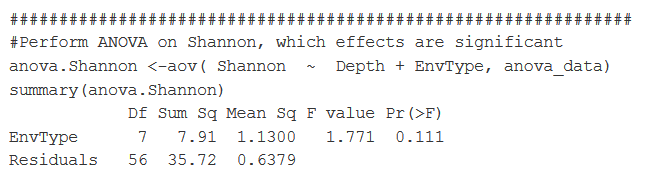 ##############################################################
#Perform ANOVA on Shannon, which effects are significant
anova.Shannon <-aov( Shannon  ~  Depth + EnvType, anova_data)
summary(anova.Shannon)
            Df Sum Sq Mean Sq F value Pr(>F)
EnvType      7   7.91  1.1300   1.771  0.111
Residuals   56  35.72  0.6379